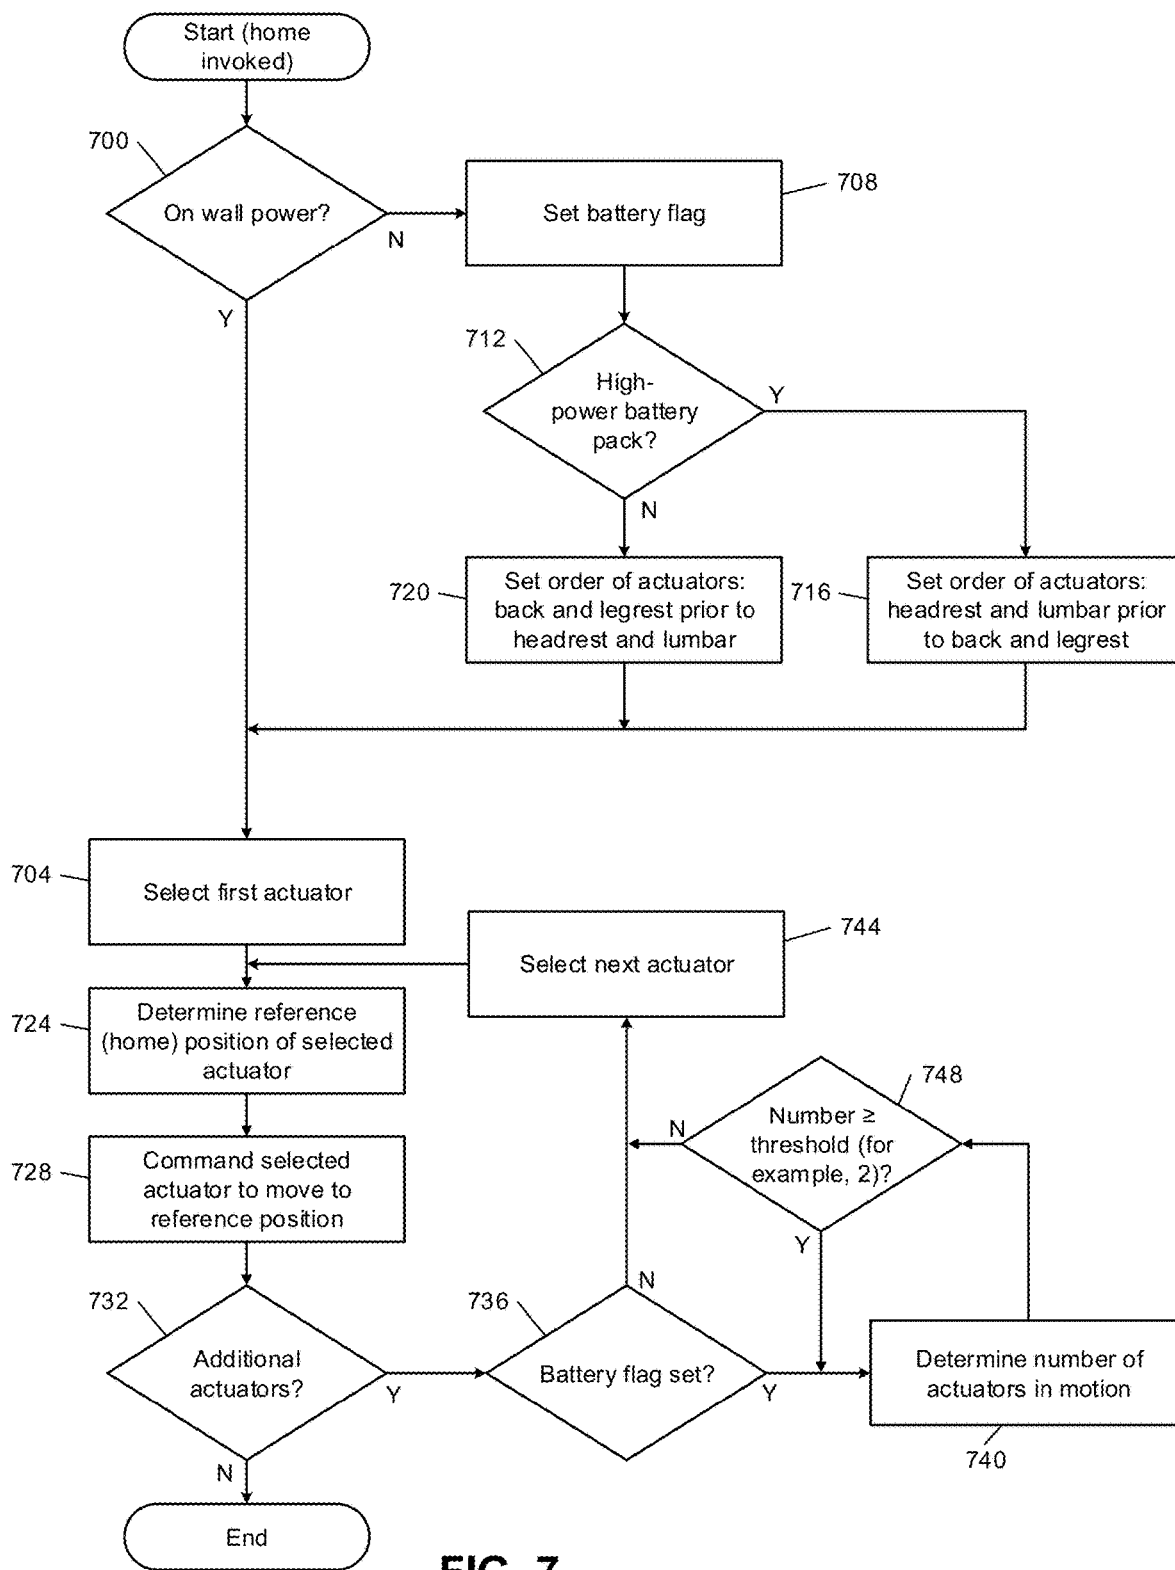 Start (home
invoked)
700
On wall power?
N
Y
708
Set battery flag
712
High-
power battery
pack?
Y
N
720
Set order of actuators:
back and legrest prior to
headrest and lumbar
716
Set order of actuators:
headrest and lumbar prior
to back and legrest
704
Select first actuator
744
Select next actuator
724
Determine reference
(home) position of selected
actuator
748
Number ≥
threshold (for
example, 2)?
N
Y
728
Command selected
actuator to move to
reference position
732
Additional
actuators?
Y
N
736
Battery flag set?
N
Y
Determine number of
actuators in motion
740
End
FIG. 7